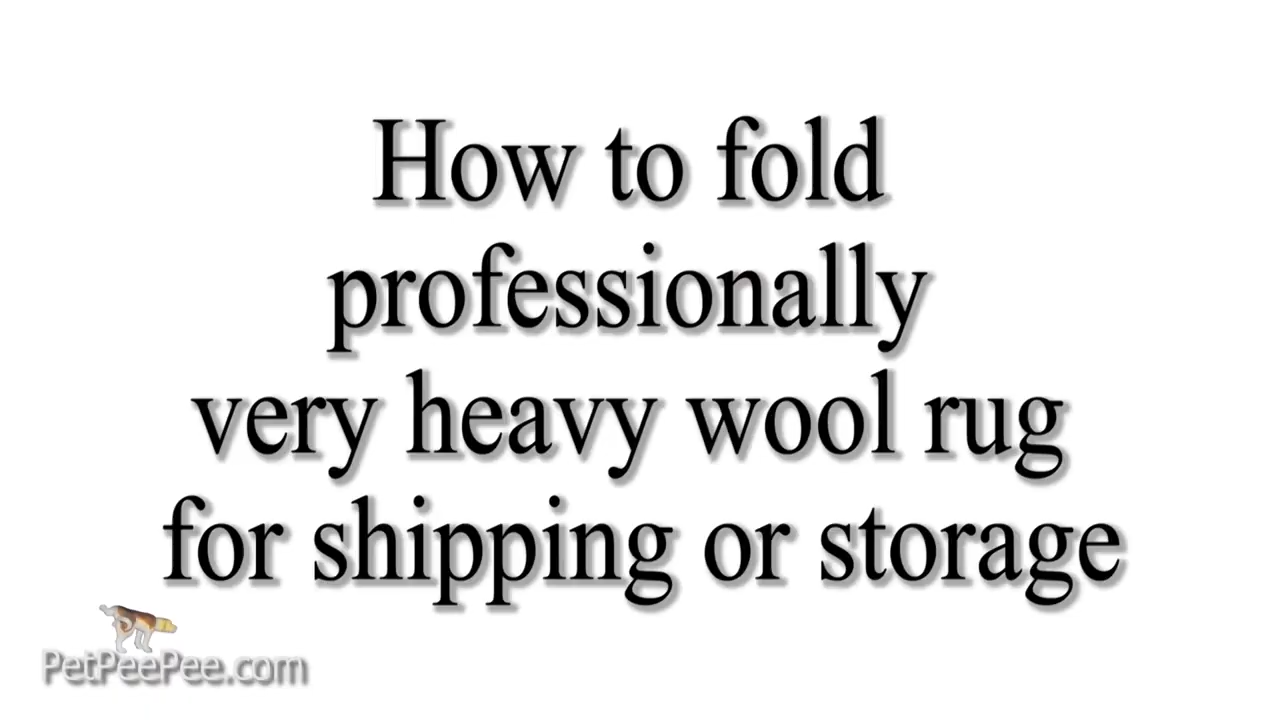 How to fold
professionally
very heavy wool rug
for shipping or storage
PetPeePee.com